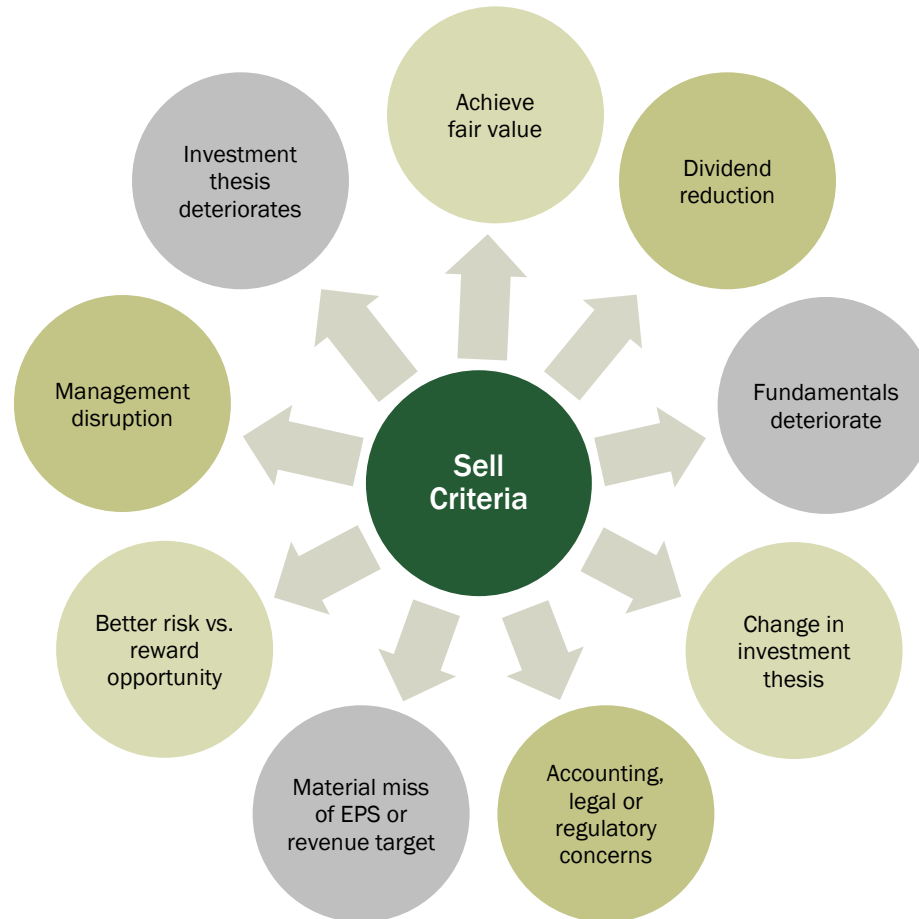 Achieve
fair value
Dividend
reduction
Fundamentals
deteriorate
Change in
investment
thesis
Accounting,
legal or
regulatory
concerns
Material miss
of EPS or
revenue target
Better risk vs.
reward
opportunity
Management
disruption
Investment
thesis
deteriorates
Sell
Criteria